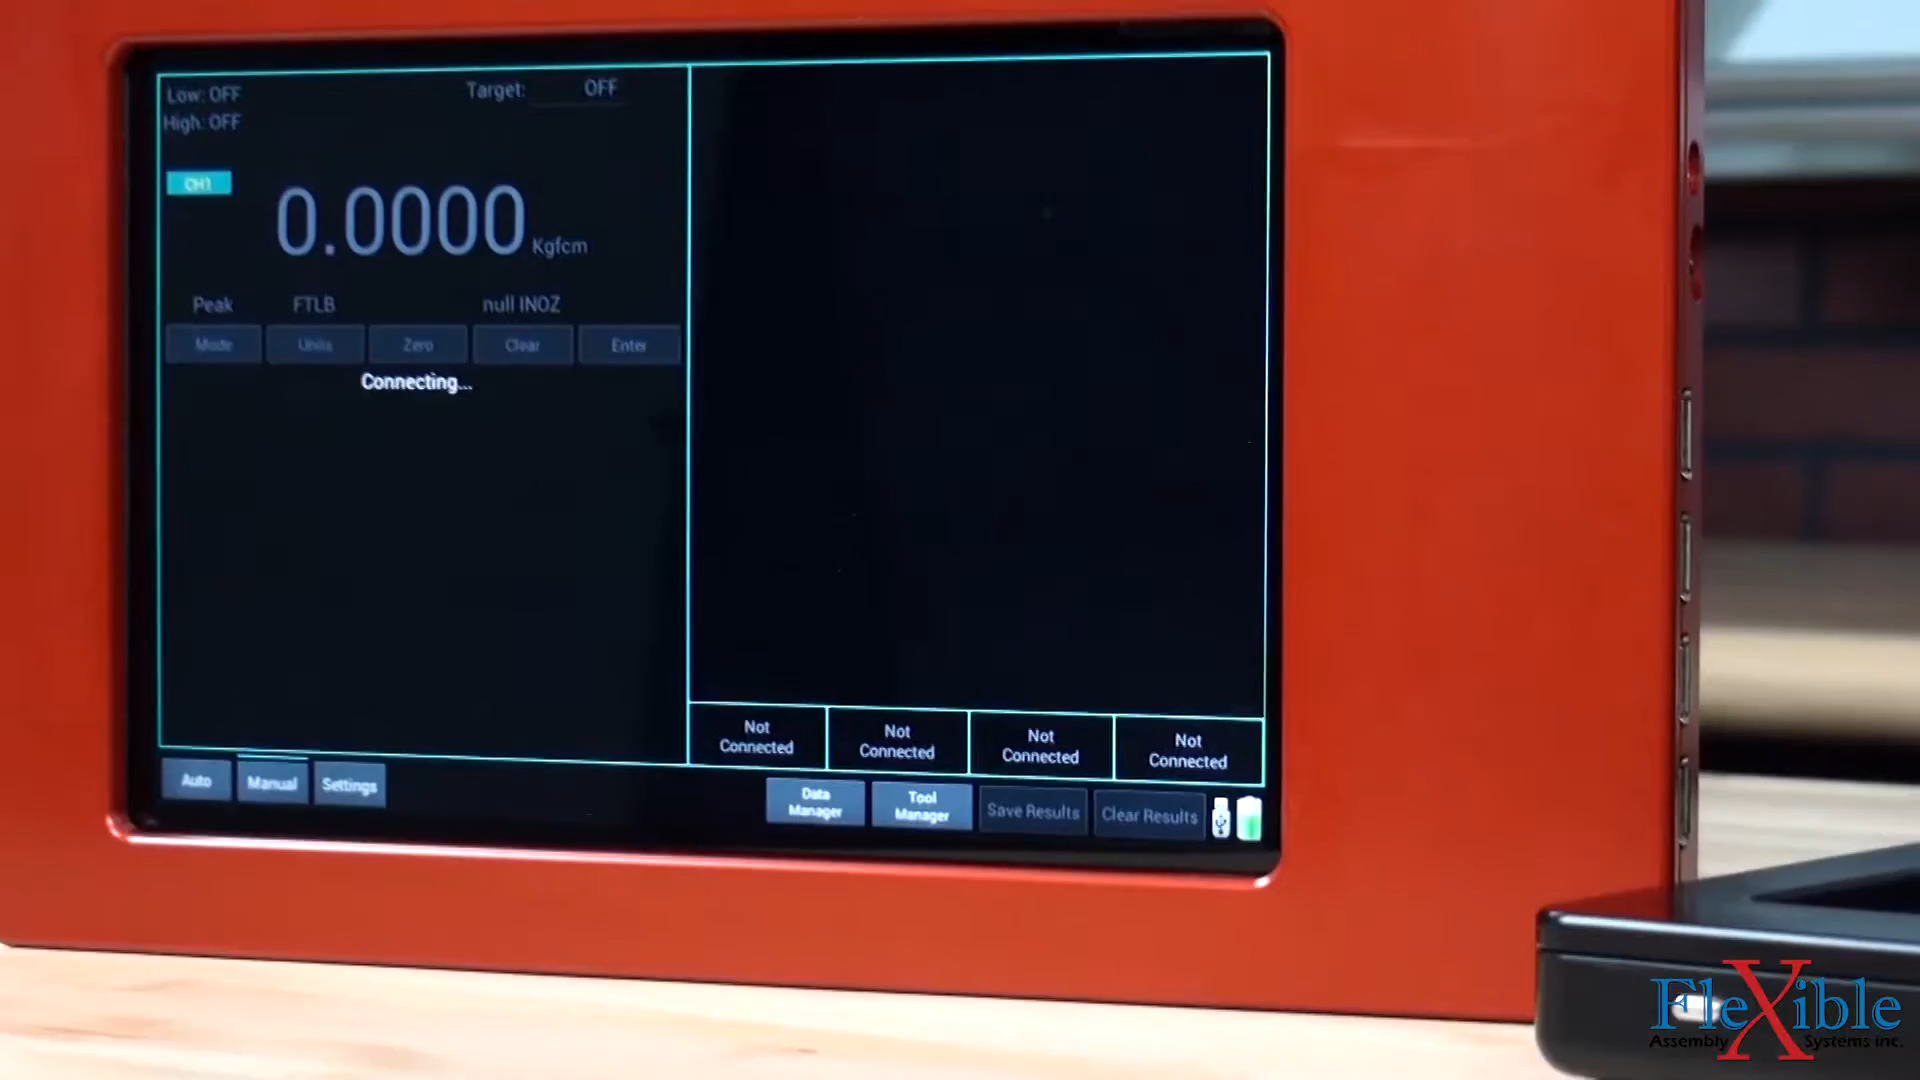 Low: OFF
Target: OFF
High: OFF
CH1
0.0000 Kgfcm
Peak FTLB null INOZ
Mode Units Zero Clear Enter
Connecting...
Not Connected
Not Connected
Not Connected
Not Connected
Auto Manual Settings
Data Manager
Tool Manager
Save Results
Clear Results
FleXible
Assembly Systems inc.